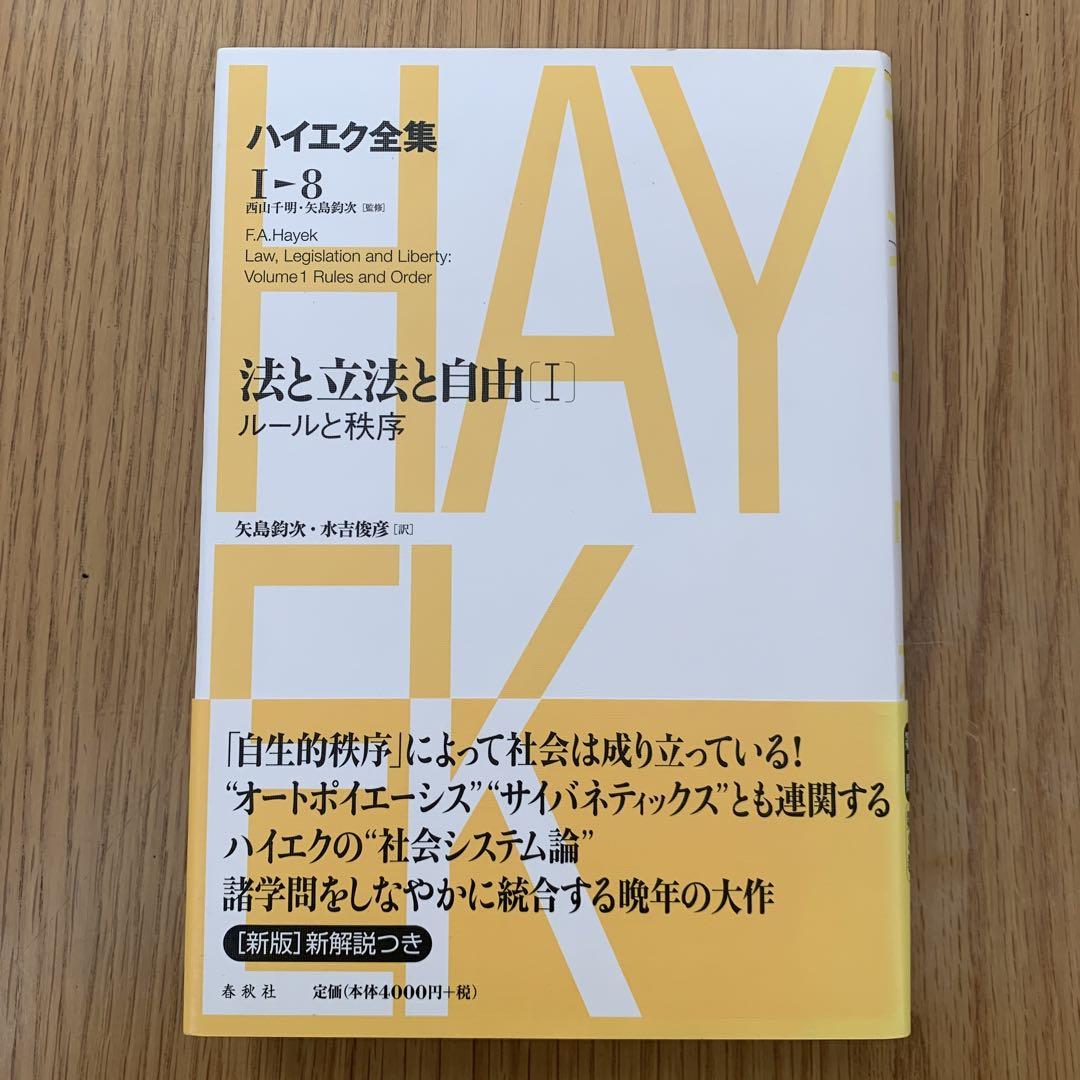 HAY
EK
ハイエク全集
I►8
西山千明・矢島鈞次[監修]
F.A.Hayek
Law, Legislation and Liberty:
Volume1 Rules and Order
法と立法と自由[I]
ルールと秩序
矢島鈞次・水吉俊彦[訳]
「自生的秩序」によって社会は成り立っている!
“オートポイエーシス”“サイバネティックス”とも連関する
ハイエクの“社会システム論”
諸学問をしなやかに統合する晩年の大作
[新版]新解説つき
春秋社 定価(本体4000円+税)